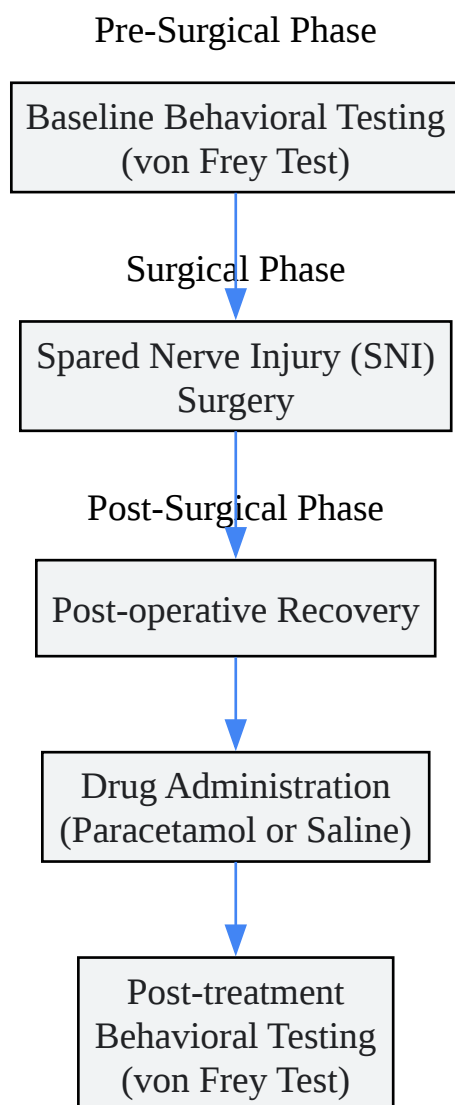 Pre-Surgical Phase
Baseline Behavioral Testing
(von Frey Test)
Surgical Phase
Spared Nerve Injury (SNI)
Surgery
Post-Surgical Phase
Post-operative Recovery
Drug Administration
(Paracetamol or Saline)
Post-treatment
Behavioral Testing
(von Frey Test)